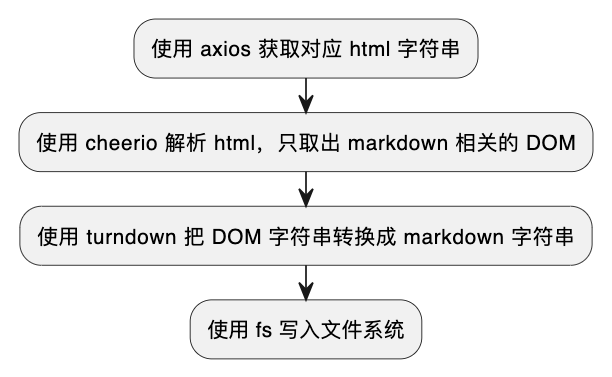 使用 axios 获取对应 html 字符串
使用 cheerio 解析 html，只取出 markdown 相关的 DOM
使用 turndown 把 DOM 字符串转换成 markdown 字符串
使用 fs 写入文件系统